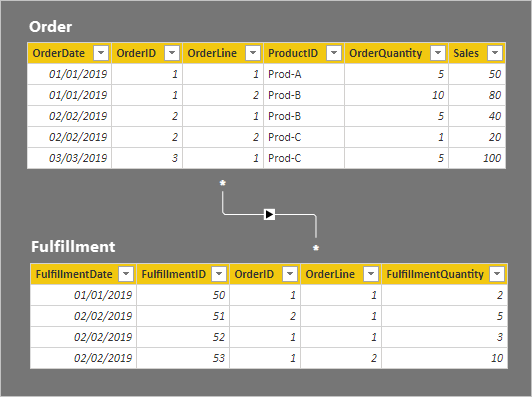 Order
OrderDate OrderID OrderLine ProductID OrderQuantity Sales
01/01/2019 1 1 Prod-A 5 50
01/01/2019 1 2 Prod-B 10 80
02/02/2019 2 1 Prod-B 5 40
02/02/2019 2 2 Prod-C 1 20
03/03/2019 3 1 Prod-C 5 100
*
*
Fulfillment
FulfillmentDate FulfillmentID OrderID OrderLine FulfillmentQuantity
01/01/2019 50 1 1 2
02/02/2019 51 2 1 5
02/02/2019 52 1 1 3
02/02/2019 53 1 2 10